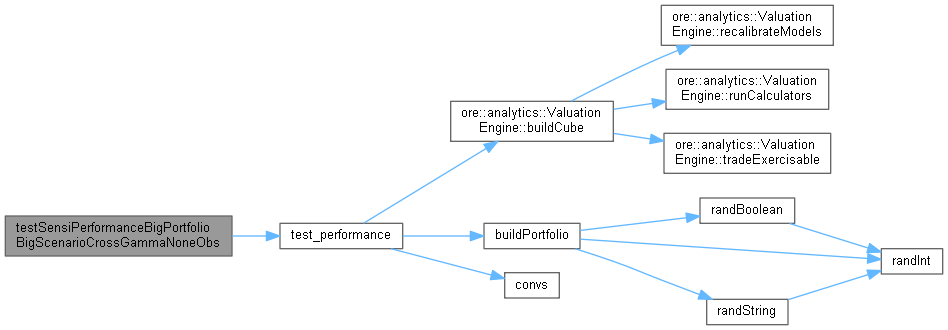 testSensiPerformanceBigPortfolio
BigScenarioCrossGammaNoneObs
test_performance
ore::analytics::Valuation
Engine::buildCube
ore::analytics::Valuation
Engine::recalibrateModels
ore::analytics::Valuation
Engine::runCalculators
ore::analytics::Valuation
Engine::tradeExercisable
buildPortfolio
convs
randBoolean
randString
randInt